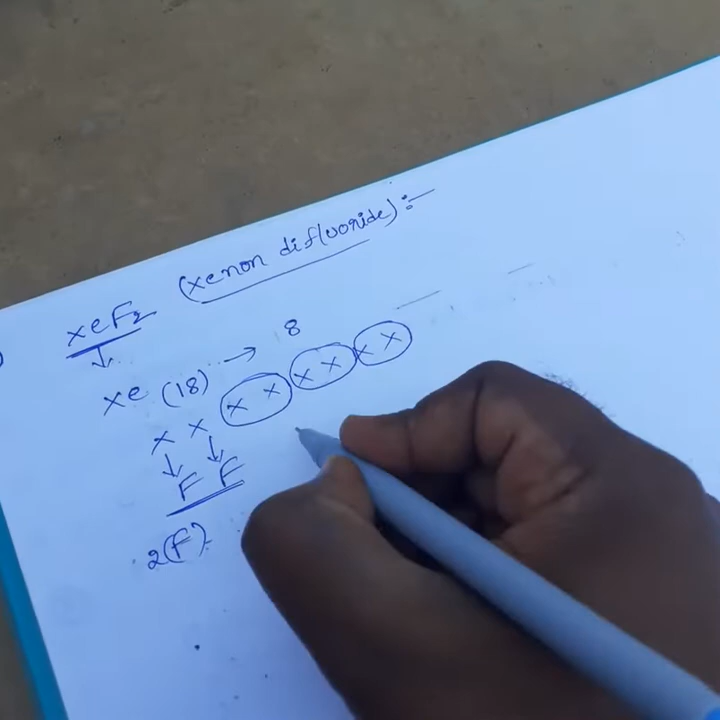 xeF2 (xenon difluoride):-
↓
xe (18) → 8
x x x x x x x x
↓ ↓
F F
2(F).